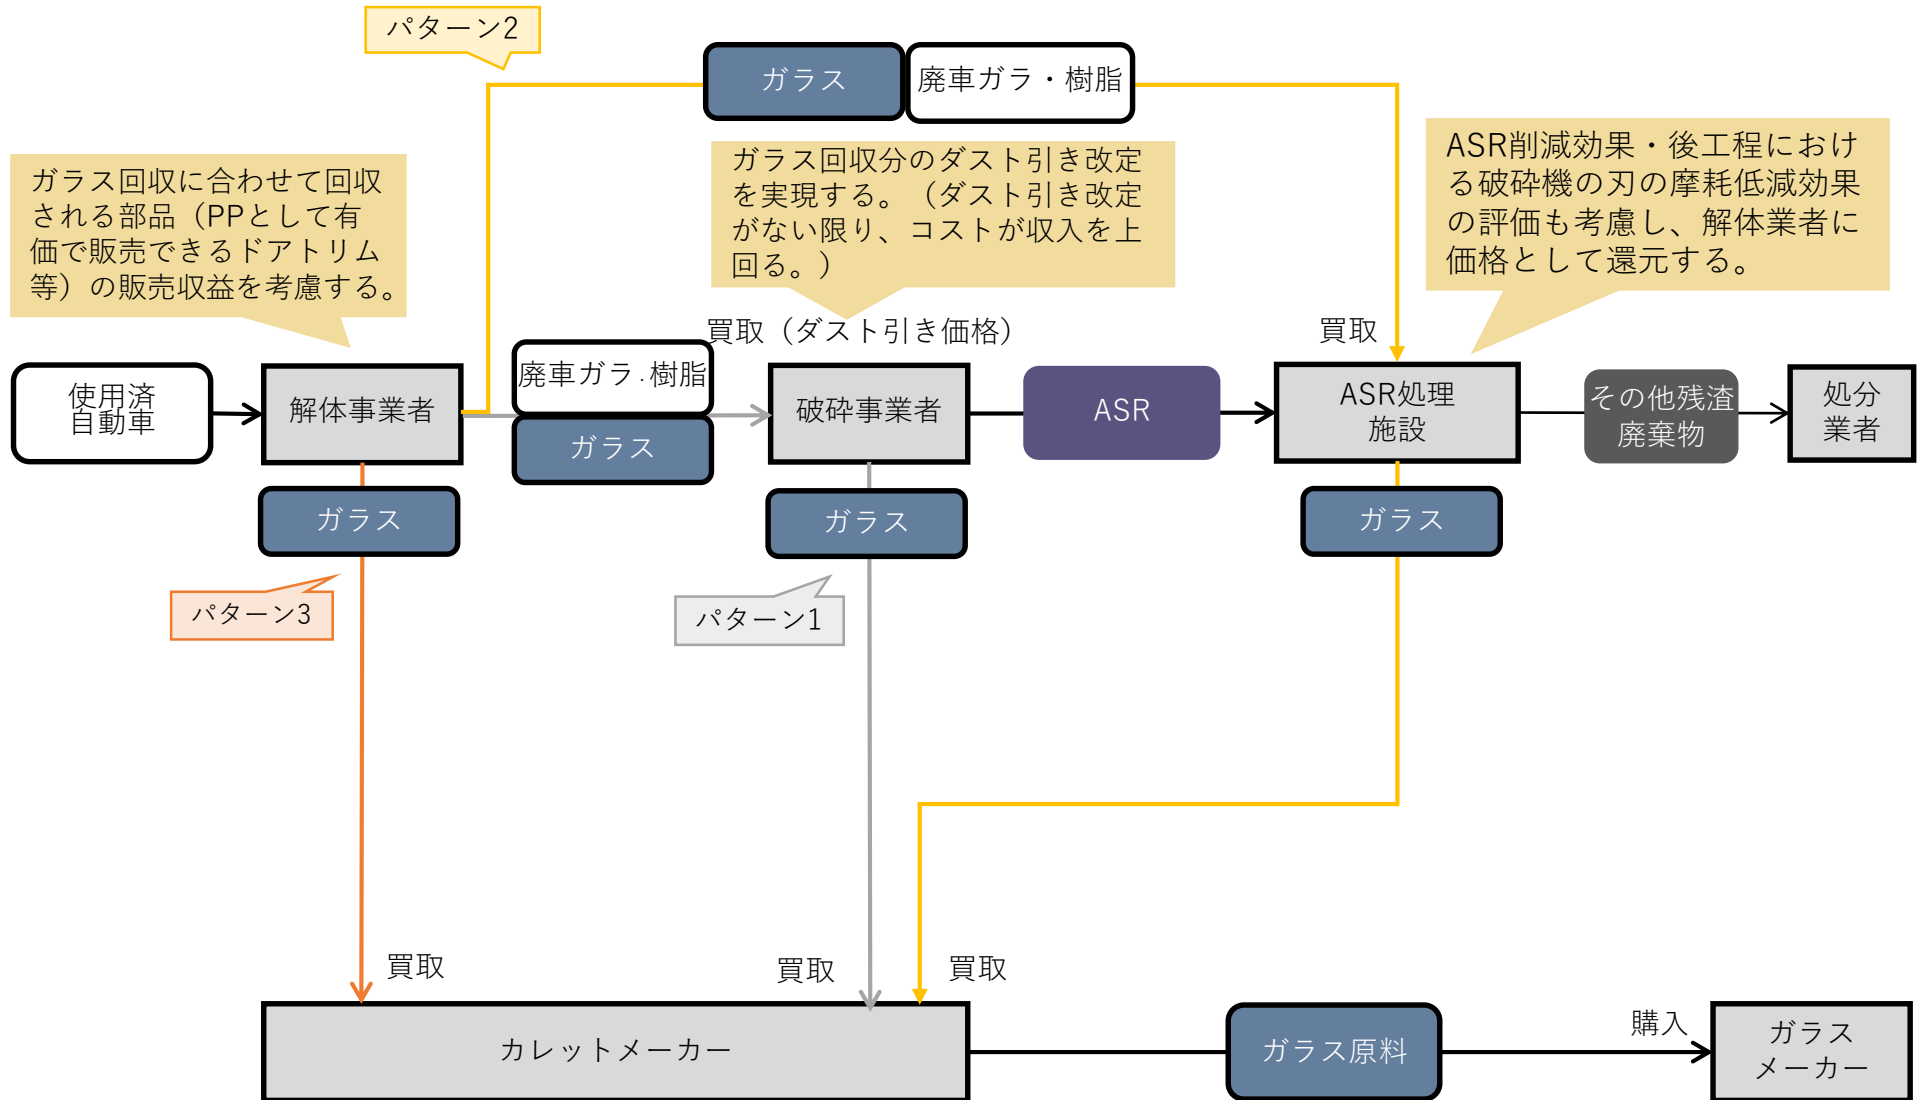 パターン2
ガラス
廃車ガラ・樹脂
ガラス回収に合わせて回収
される部品（PPとして有
価で販売できるドアトリム
等）の販売収益を考慮する。
ガラス回収分のダスト引き改定
を実現する。（ダスト引き改定
がない限り、コストが収入を上
回る。）
ASR削減効果・後工程におけ
る破砕機の刃の摩耗低減効果
の評価も考慮し、解体業者に
価格として還元する。
買取（ダスト引き価格）
買取
使用済
自動車
解体事業者
廃車ガラ.樹脂
ガラス
破砕事業者
ASR
ASR処理
施設
その他残渣
廃棄物
処分
業者
ガラス
ガラス
ガラス
パターン3
パターン1
買取
買取
買取
カレットメーカー
ガラス原料
購入
ガラス
メーカー